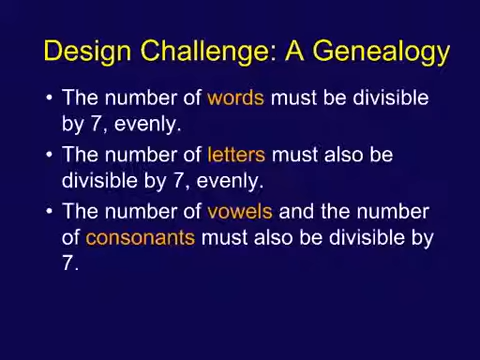 Design Challenge: A Genealogy
• The number of words must be divisible
by 7, evenly.
• The number of letters must also be
divisible by 7, evenly.
• The number of vowels and the number
of consonants must also be divisible by
7.